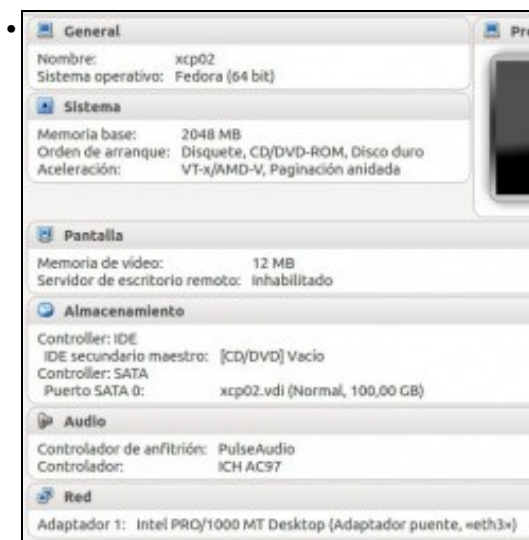 General
Nombre: xcp02
Sistema operativo: Fedora (64 bit)
Sistema
Memoria base: 2048 MB
Orden de arranque: Disquete, CD/DVD-ROM, Disco duro
Aceleración: VT-x/AMD-V, Paginación anidada
Pantalla
Memoria de vídeo: 12 MB
Servidor de escritorio remoto: Inhabilitado
Almacenamiento
Controller: IDE
IDE secundario maestro: [CD/DVD] Vacío
Controller: SATA
Puerto SATA 0: xcp02.vdi (Normal, 100,00 GB)
Audio
Controlador de anfitrión: PulseAudio
Controlador: ICH AC97
Red
Adaptador 1: Intel PRO/1000 MT Desktop (Adaptador puente, «eth3»)
Pre